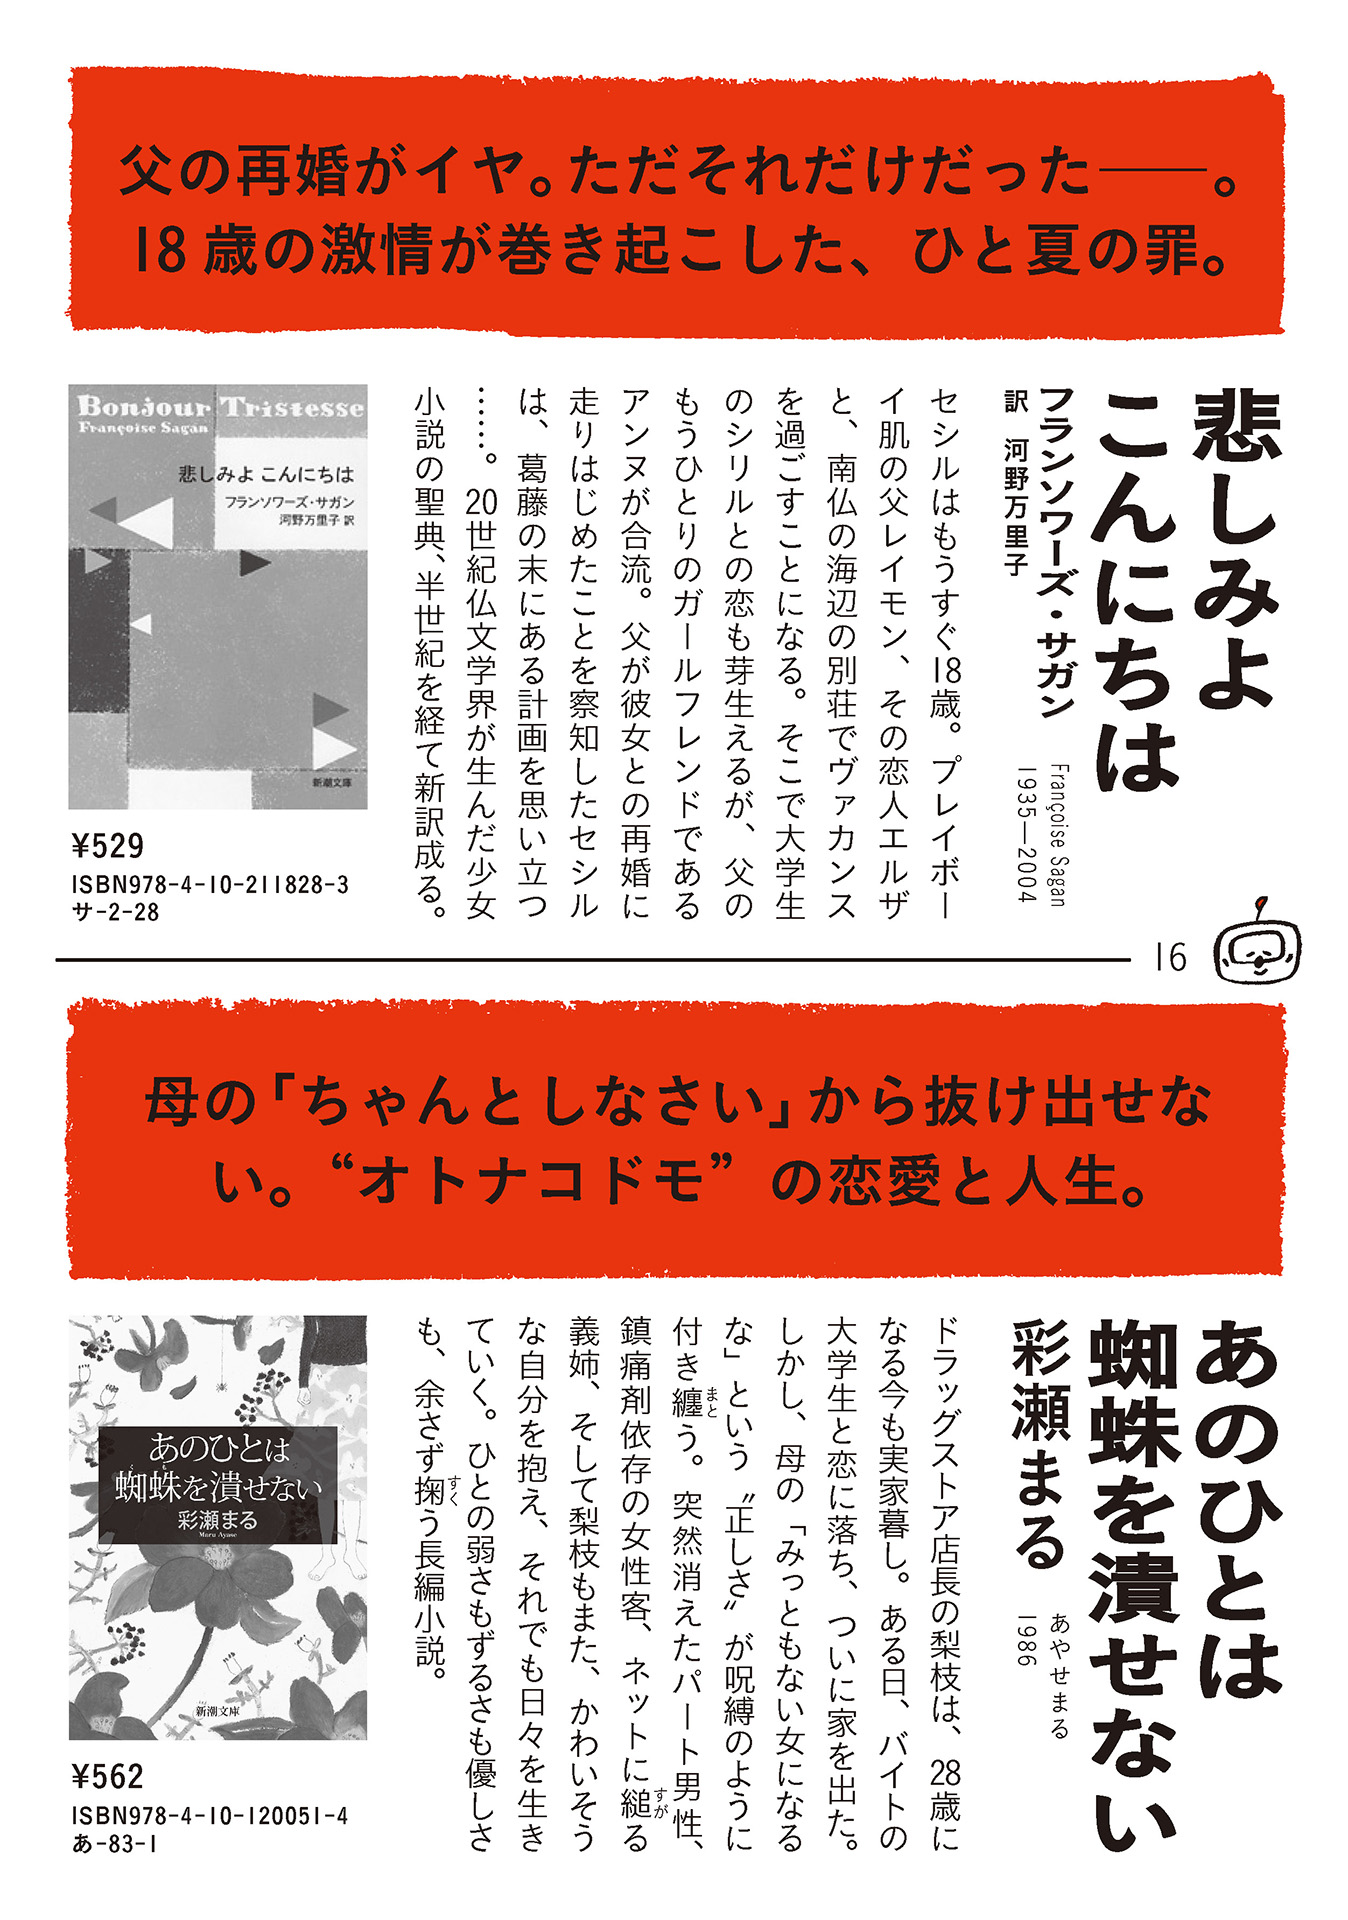 父の再婚がイヤ。ただそれだけだった――。
18歳の激情が巻き起こした、ひと夏の罪。
悲しみよ
こんにちは
フランソワーズ・サガン
Françoise Sagan
1935―2004
訳　河野万里子
セシルはもうすぐ18歳。プレイボー
イ肌の父レイモン、その恋人エルザ
と、南仏の海辺の別荘でヴァカンス
を過ごすことになる。そこで大学生
のシリルとの恋も芽生えるが、父の
もうひとりのガールフレンドである
アンヌが合流。父が彼女との再婚に
走りはじめたことを察知したセシル
は、葛藤の末にある計画を思い立つ
……。20世紀仏文学界が生んだ少女
小説の聖典、半世紀を経て新訳成る。
Bonjour Tristesse
Françoise Sagan
悲しみよ こんにちは
フランソワーズ・サガン
河野万里子 訳
新潮文庫
¥529
ISBN978-4-10-211828-3
サ-2-28
16
母の「ちゃんとしなさい」から抜け出せな
い。“オトナコドモ”の恋愛と人生。
あのひとは
蜘蛛を潰せない
彩瀬まる
あやせまる
1986
ドラッグストア店長の梨枝は、28歳に
なる今も実家暮し。ある日、バイトの
大学生と恋に落ち、ついに家を出た。
しかし、母の「みっともない女になる
な」という〝正しさ〟が呪縛のように
付き纏まとう。突然消えたパート男性、
鎮痛剤依存の女性客、ネットに縋すがる
義姉、そして梨枝もまた、かわいそう
な自分を抱え、それでも日々を生き
ていく。ひとの弱さもずるさも優しさ
も、余さず掬すくう長編小説。
あのひとは
蜘蛛くもを潰せない
彩瀬まる
Maru Ayase
新潮文庫
¥562
ISBN978-4-10-120051-4
あ-83-1